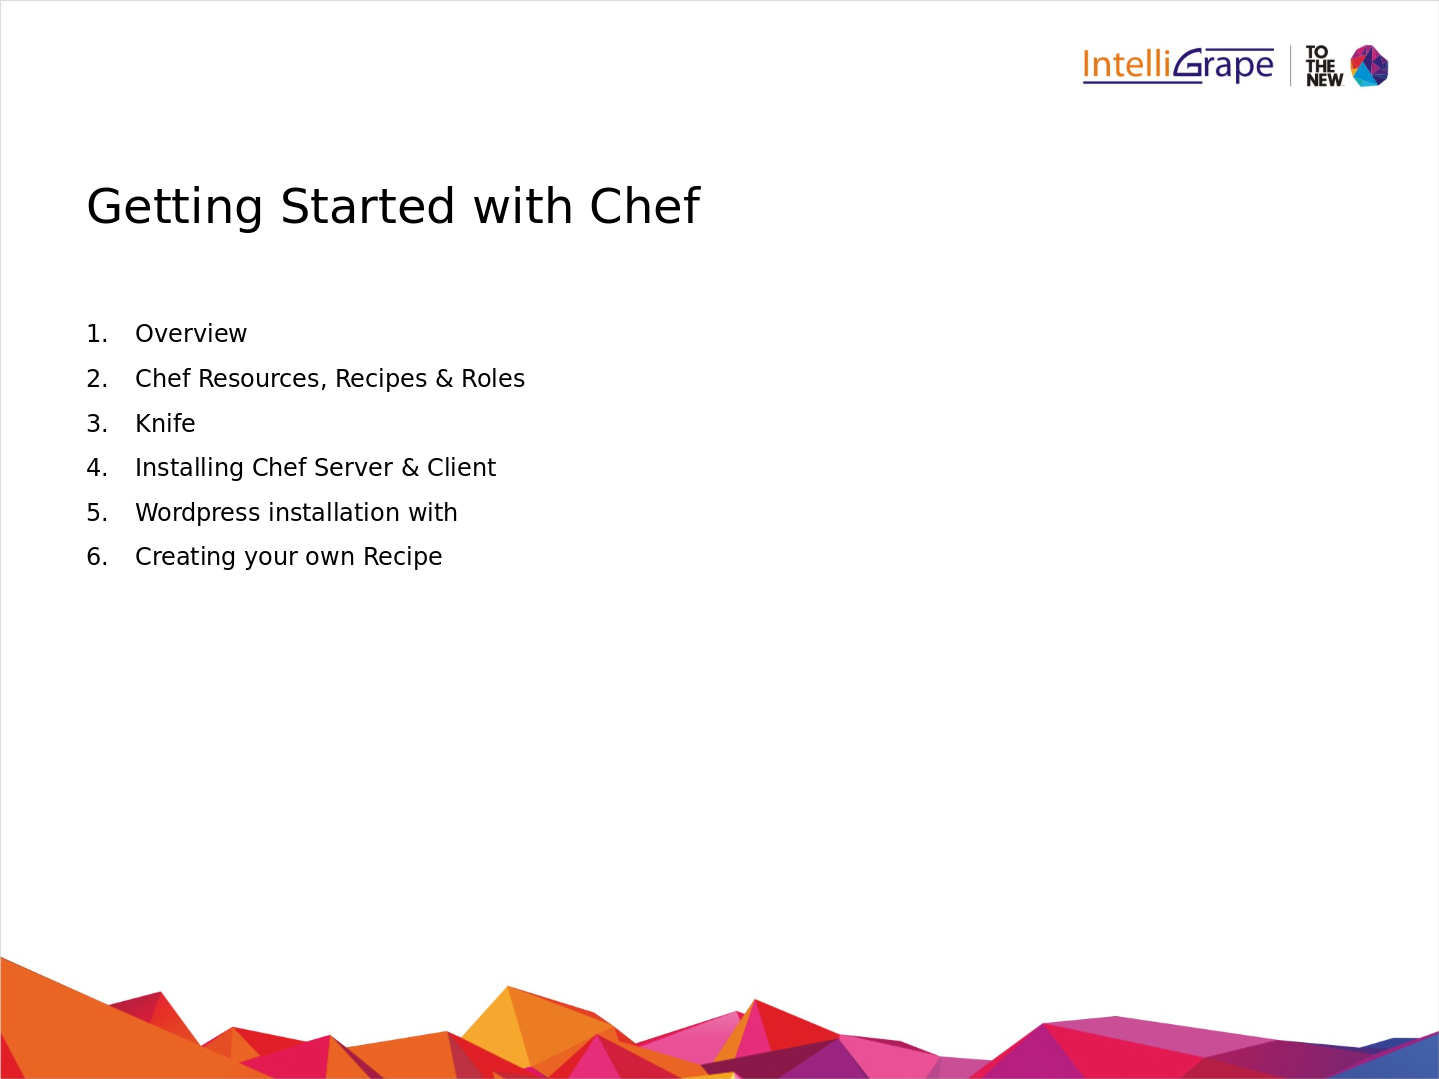 IntelliGrape
TO
THE
NEW
Getting Started with Chef
1. Overview
2. Chef Resources, Recipes & Roles
3. Knife
4. Installing Chef Server & Client
5. Wordpress installation with
6. Creating your own Recipe